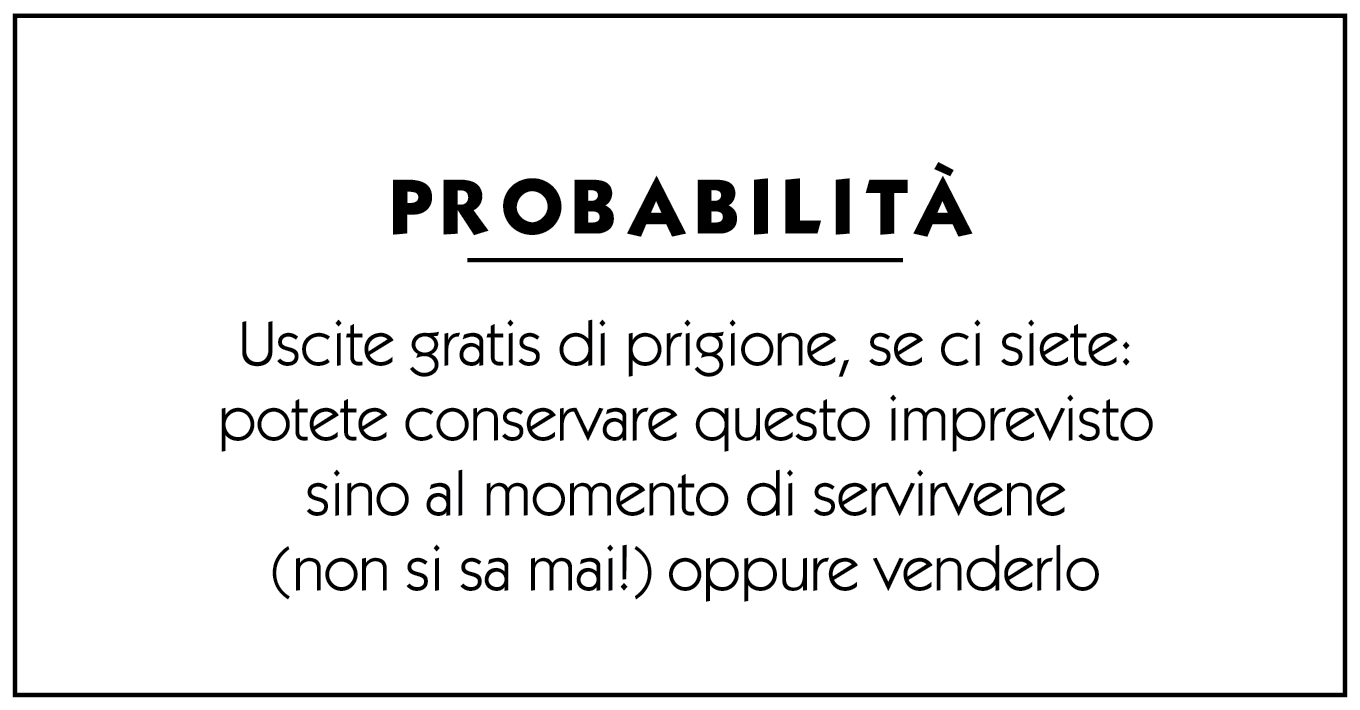 PROBABILITÀ
Uscite gratis di prigione, se ci siete:
potete conservare questo imprevisto
sino al momento di servirvene
(non si sa mai!) oppure venderlo